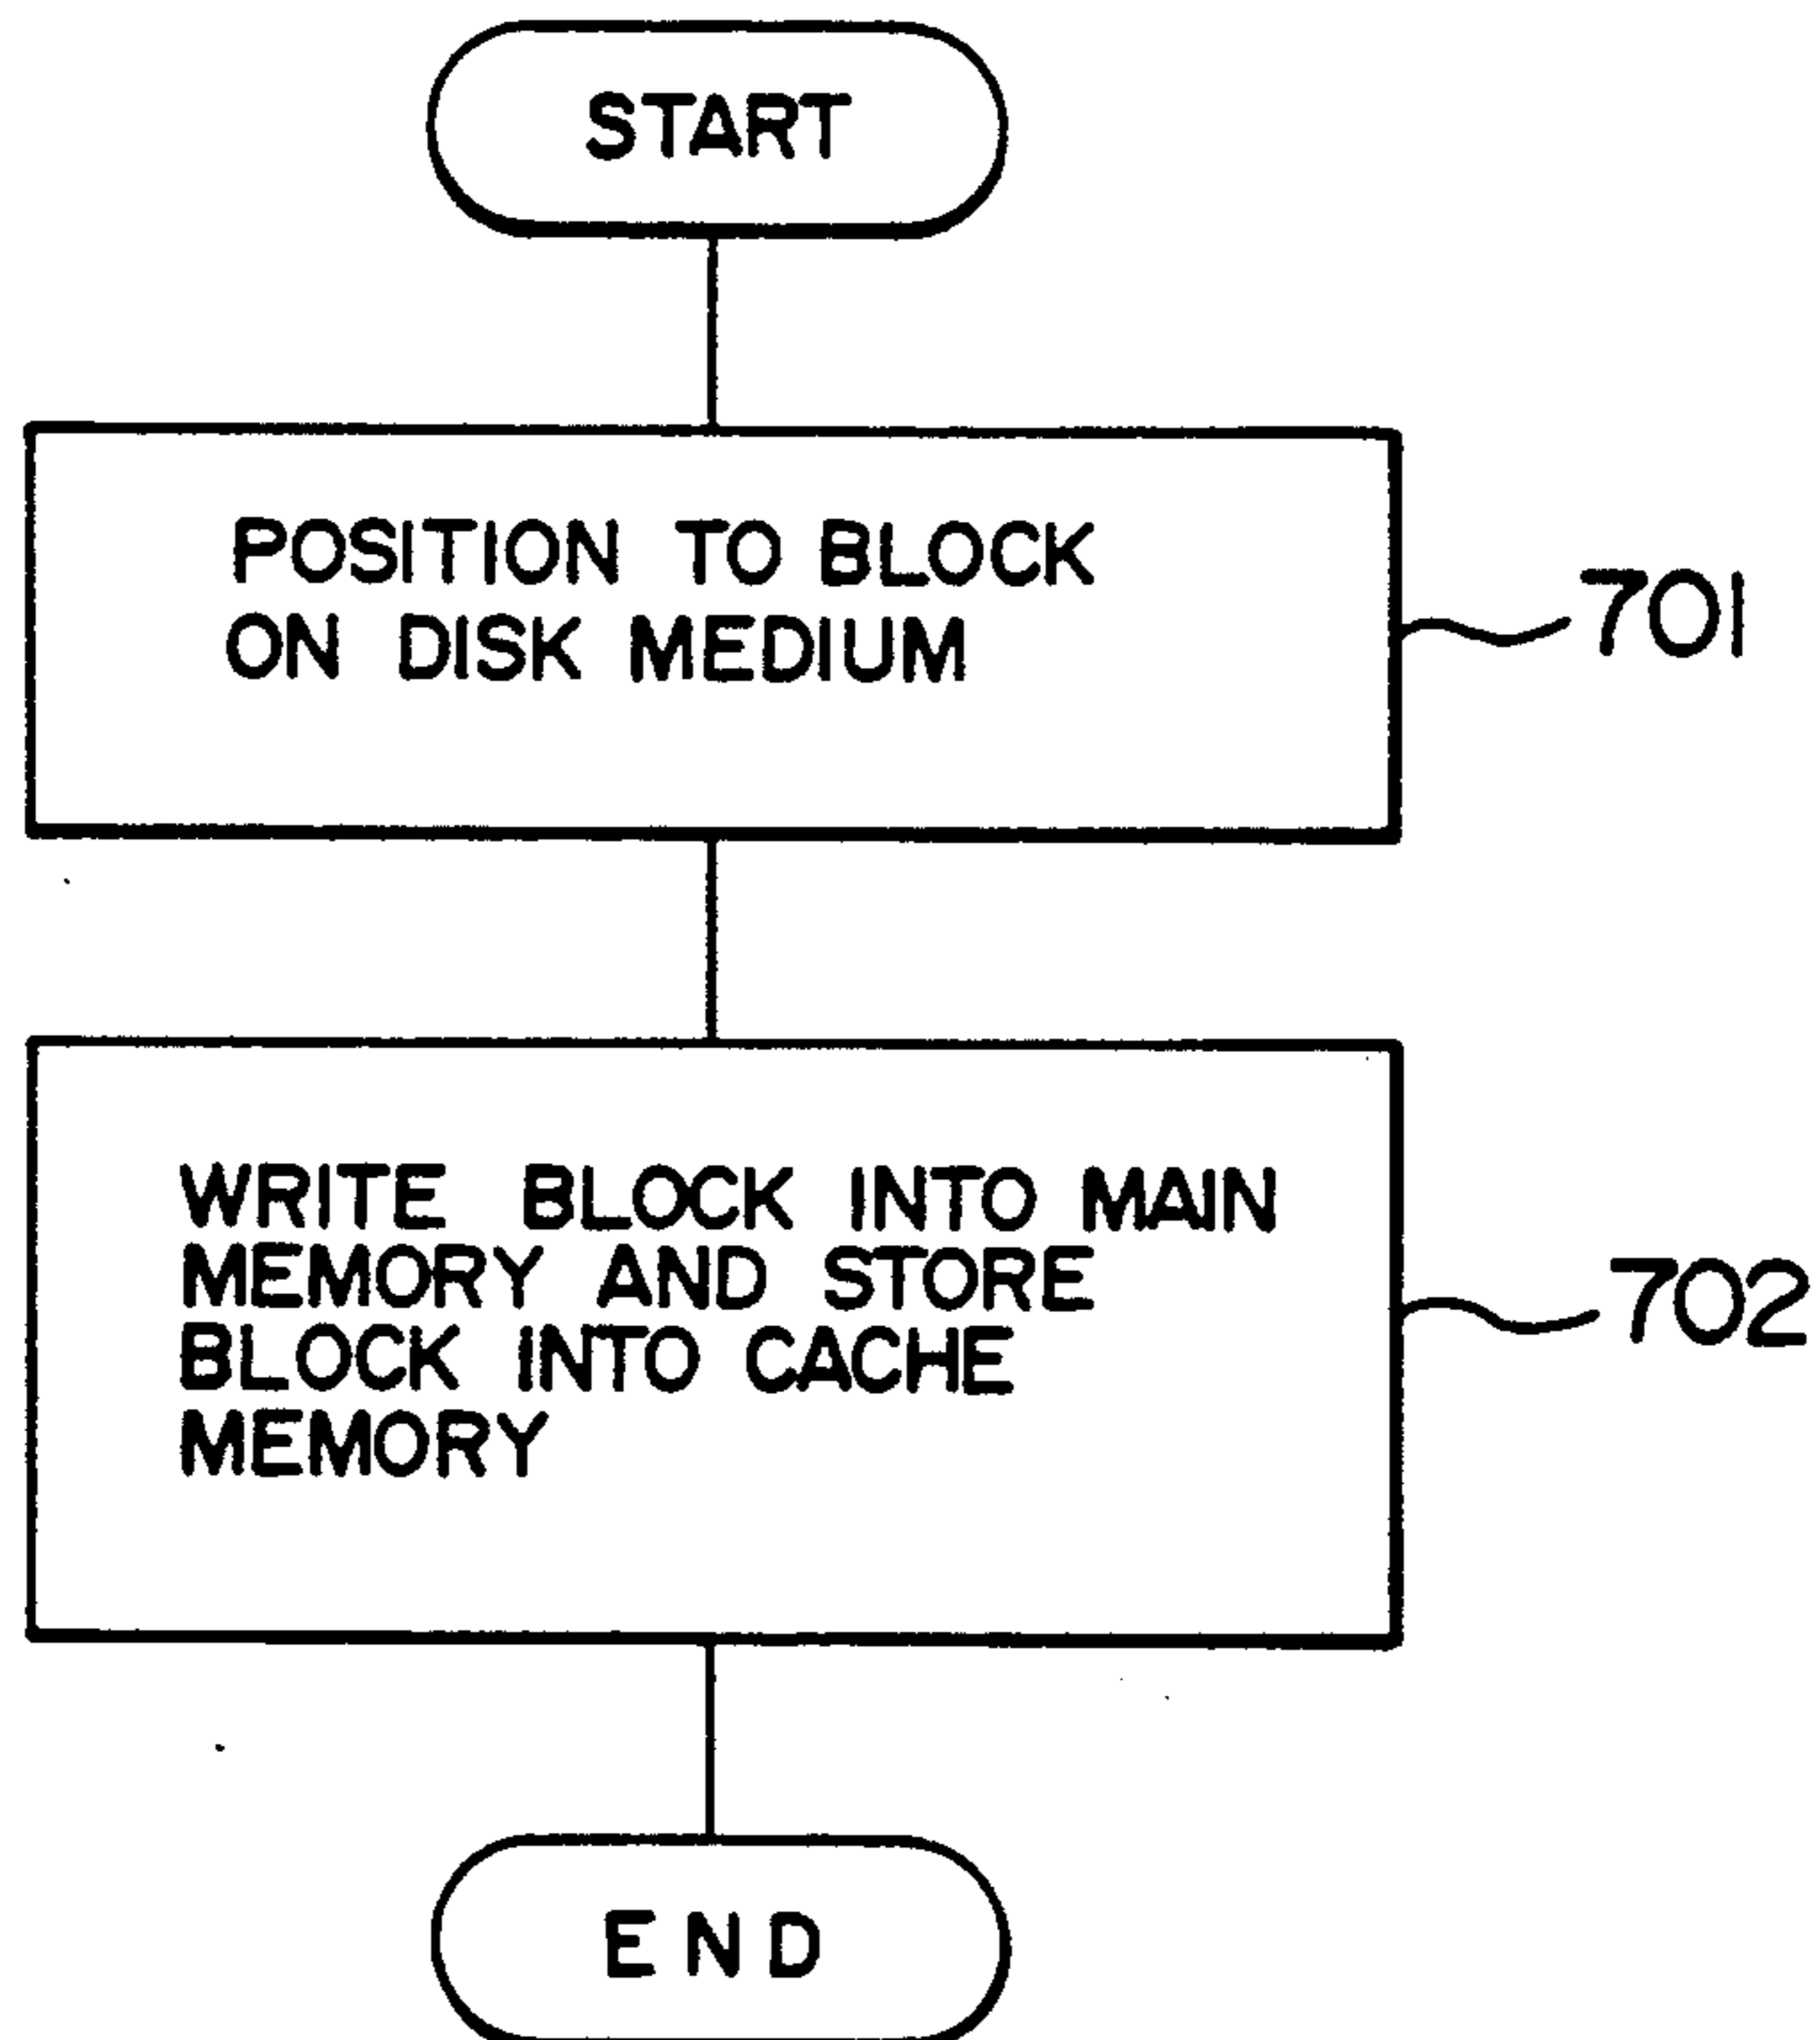 START
POSITION TO BLOCK
ON DISK MEDIUM
701
WRITE BLOCK INTO MAIN
MEMORY AND STORE
BLOCK INTO CACHE
MEMORY
702
END